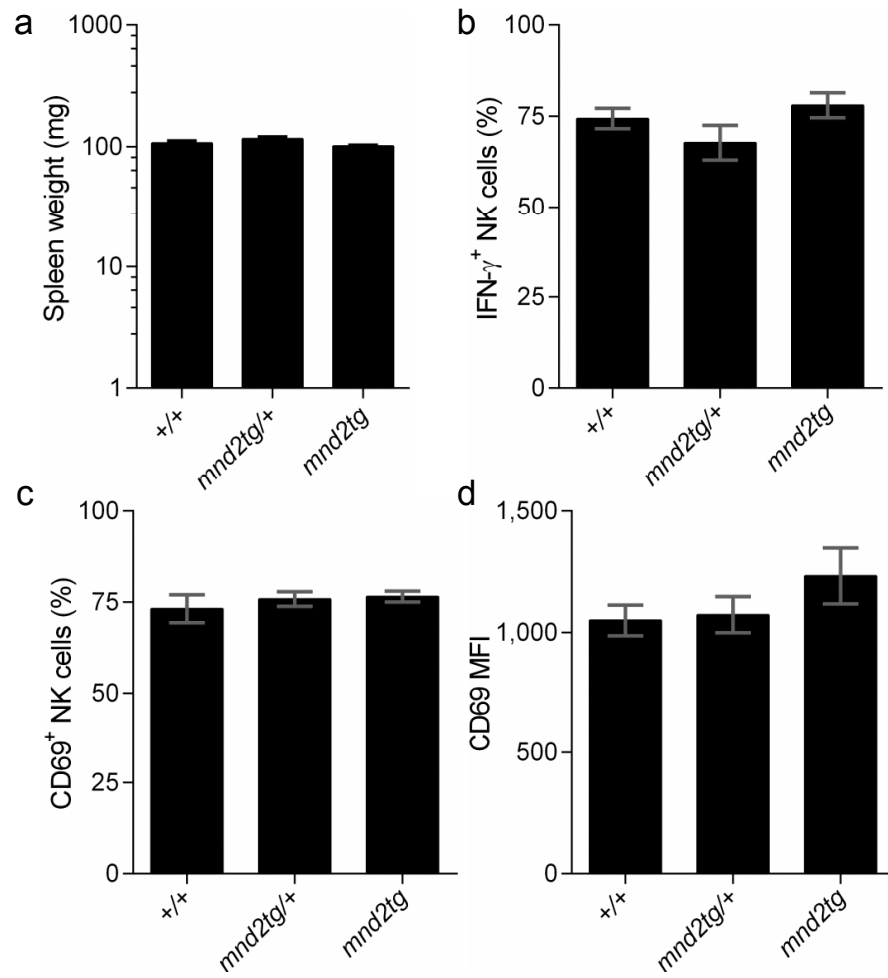 a
Spleen weight (mg)
1000
100
10
1
+/+
mnd2tg/+
mnd2tg
b
IFN-γ⁺ NK cells (%)
100
75
50
25
0
+/+
mnd2tg/+
mnd2tg
c
CD69⁺ NK cells (%)
100
75
50
25
0
+/+
mnd2tg/+
mnd2tg
d
CD69 MFI
1,500
1,000
500
0
+/+
mnd2tg/+
mnd2tg